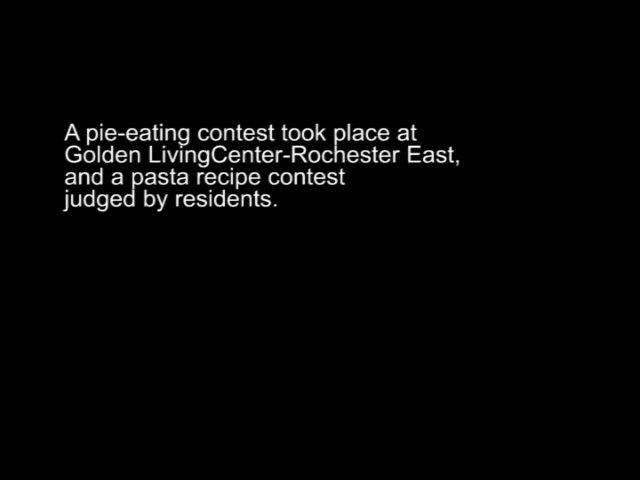 A pie-eating contest took place at
Golden LivingCenter-Rochester East,
and a pasta recipe contest
judged by residents.